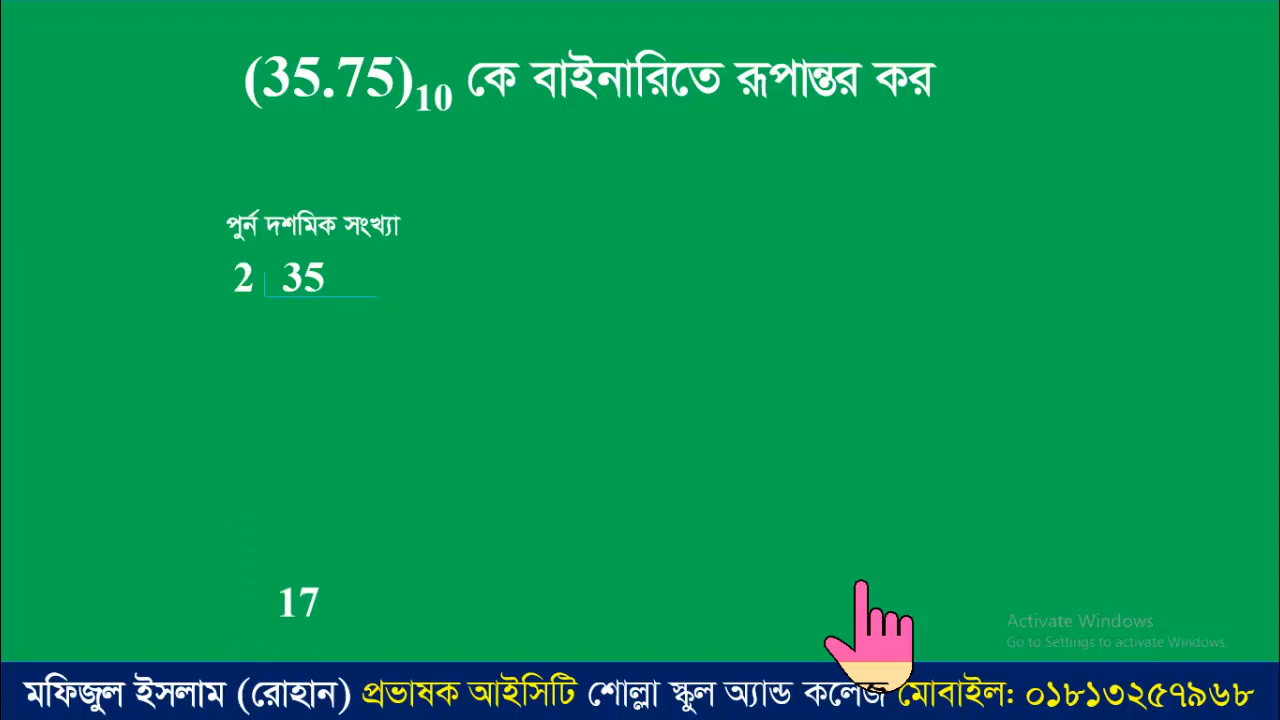 (35.75)10 কে বাইনারিতে রূপান্তর কর
পুর্ন দশমিক সংখ্যা
2 35
17
Activate Windows
Go to Settings to activate Windows.
মফিজুল ইসলাম (রোহান) প্রভাষক আইসিটি শোল্লা স্কুল অ্যান্ড কলেজ মোবাইল: ০১৮১৩২৫৭৯৬৮